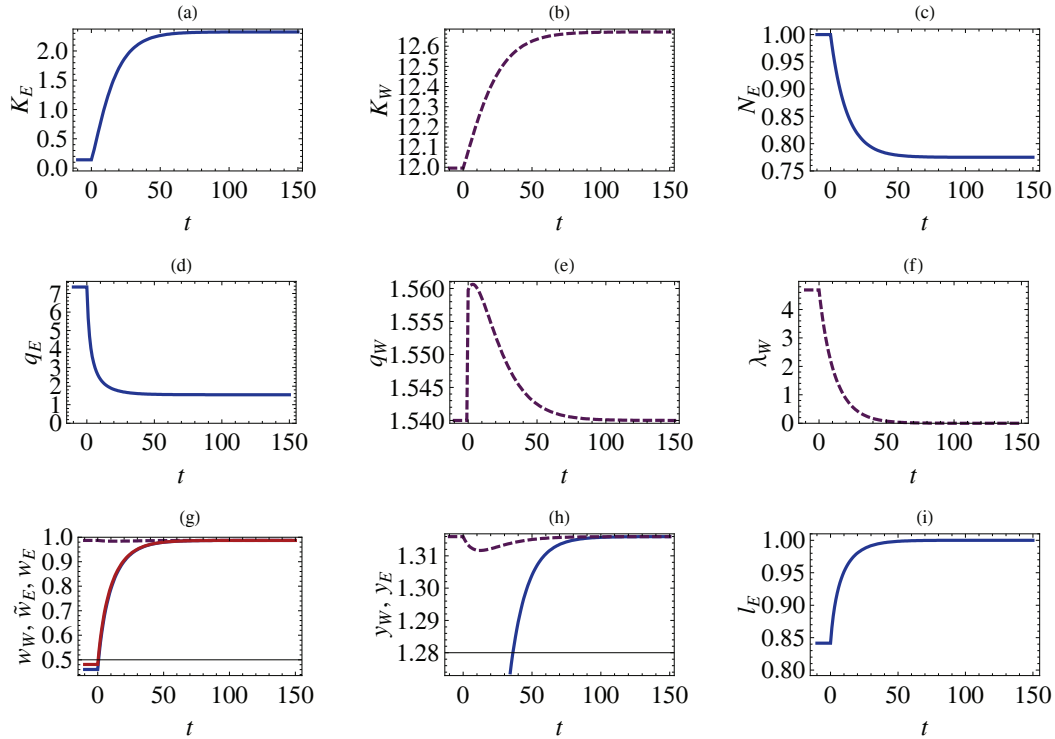 (a)
K_E
2.0
1.5
1.0
0.5
0.0
0 50 100 150
t
(b)
K_W
12.6
12.5
12.4
12.3
12.2
12.1
12.0
0 50 100 150
t
(c)
N_E
1.00
0.95
0.90
0.85
0.80
0.75
0 50 100 150
t
(d)
q_E
7
6
5
4
3
2
1
0
0 50 100 150
t
(e)
q_W
1.560
1.555
1.550
1.545
1.540
0 50 100 150
t
(f)
λ_W
4
3
2
1
0
0 50 100 150
t
(g)
w_W, w̃_E, w_E
1.0
0.9
0.8
0.7
0.6
0.5
0 50 100 150
t
(h)
y_W, y_E
1.31
1.30
1.29
1.28
0 50 100 150
t
(i)
l_E
1.00
0.95
0.90
0.85
0.80
0 50 100 150
t